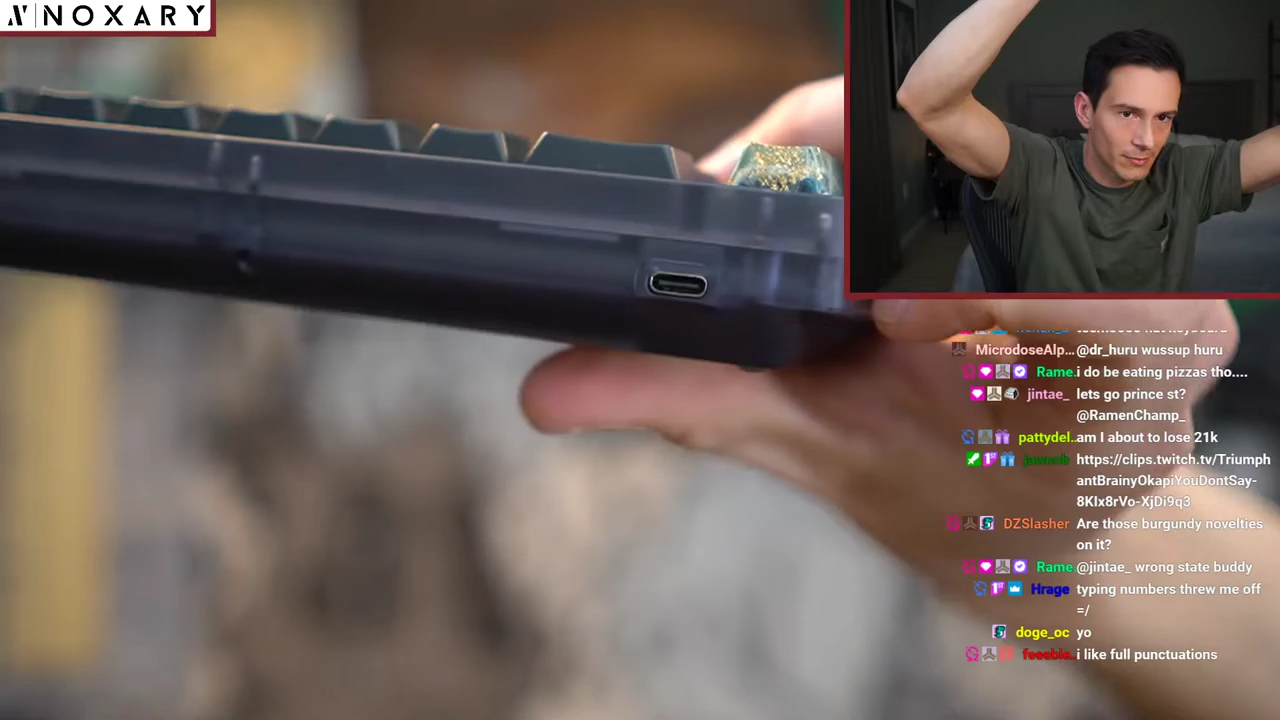 NOXARY
MicrodoseAlp... @dr_huru wussup huru
Rame. i do be eating pizzas tho....
jintae_ lets go prince st?
@RamenChamp_
pattydel.. am I about to lose 21k
https://clips.twitch.tv/Triumph
antBrainyOkapiYouDontSay-
8KIx8rVo-XjDi9q3
DZSlasher Are those burgundy novelties
on it?
Rame. @jintae_ wrong state buddy
Hrage typing numbers threw me off
=/
doge_oc yo
i like full punctuations